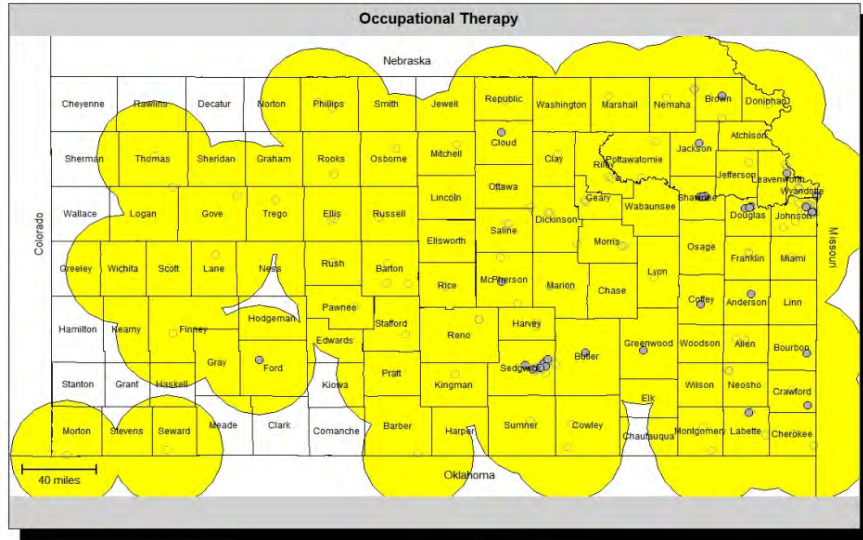 Occupational Therapy
Nebraska
Cheyenne Rawlins Decatur Norton Phillips Smith Jewell Republic Washington Marshall Nemaha Brown Doniphan
Atchison
Sherman Thomas Sheridan Graham Rooks Osborne Mitchell Cloud Clay Riley Pottawatomie Jackson
Jefferson Leavenworth
Wyandotte
Wallace Logan Gove Trego Ellis Russell Lincoln Ottawa Dickinson Geary Wabaunsee Shawnee Douglas Johnson
Colorado
Missouri
Saline Morris
Greeley Wichita Scott Lane Ness Rush Barton Ellsworth Rice McPherson Marion Chase Lyon Osage Franklin Miami
Coffey Anderson Linn
Hamilton Kearny Finney Hodgeman Pawnee Stafford Reno Harvey
Gray Ford Edwards Sedgwick Butler Greenwood Woodson Allen Bourbon
Stanton Grant Haskell Kiowa Pratt Kingman Elk Wilson Neosho Crawford
Morton Stevens Seward Meade Clark Comanche Barber Harper Sumner Cowley Chautauqua Montgomery Labette Cherokee
40 miles
Oklahoma